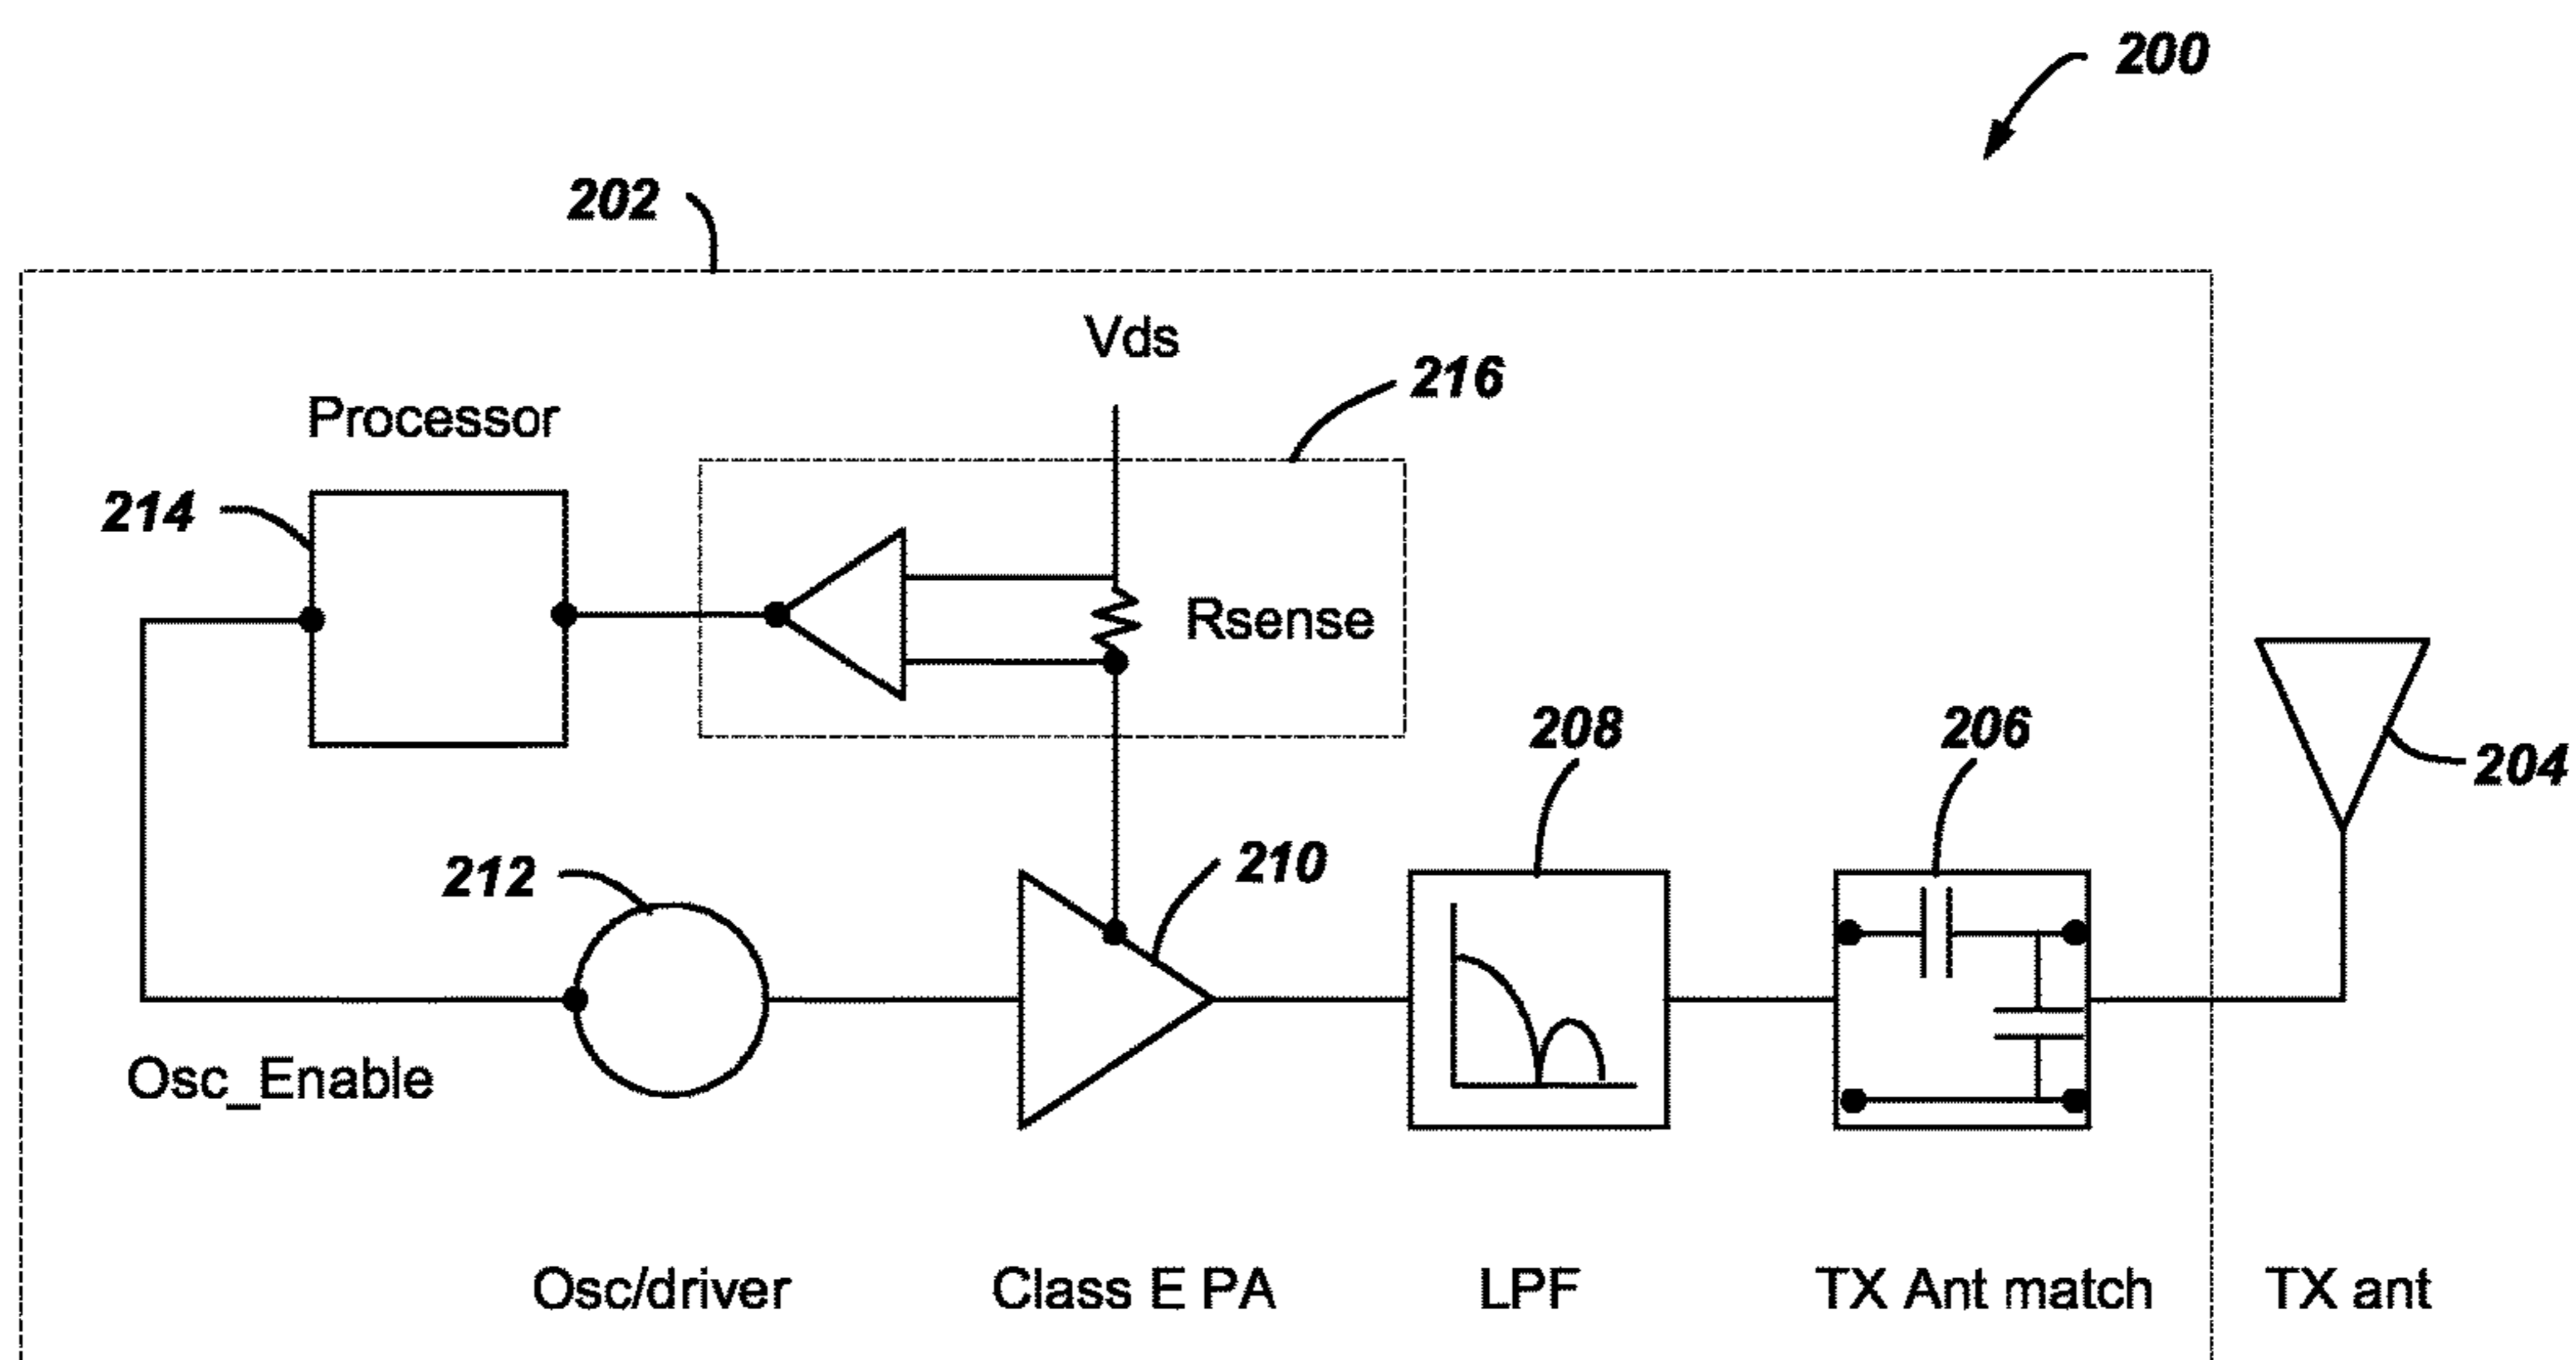 200
202
Vds
216
Processor
214
Rsense
208
206
204
212
210
Osc_Enable
Osc/driver
Class E PA
LPF
TX Ant match
TX ant